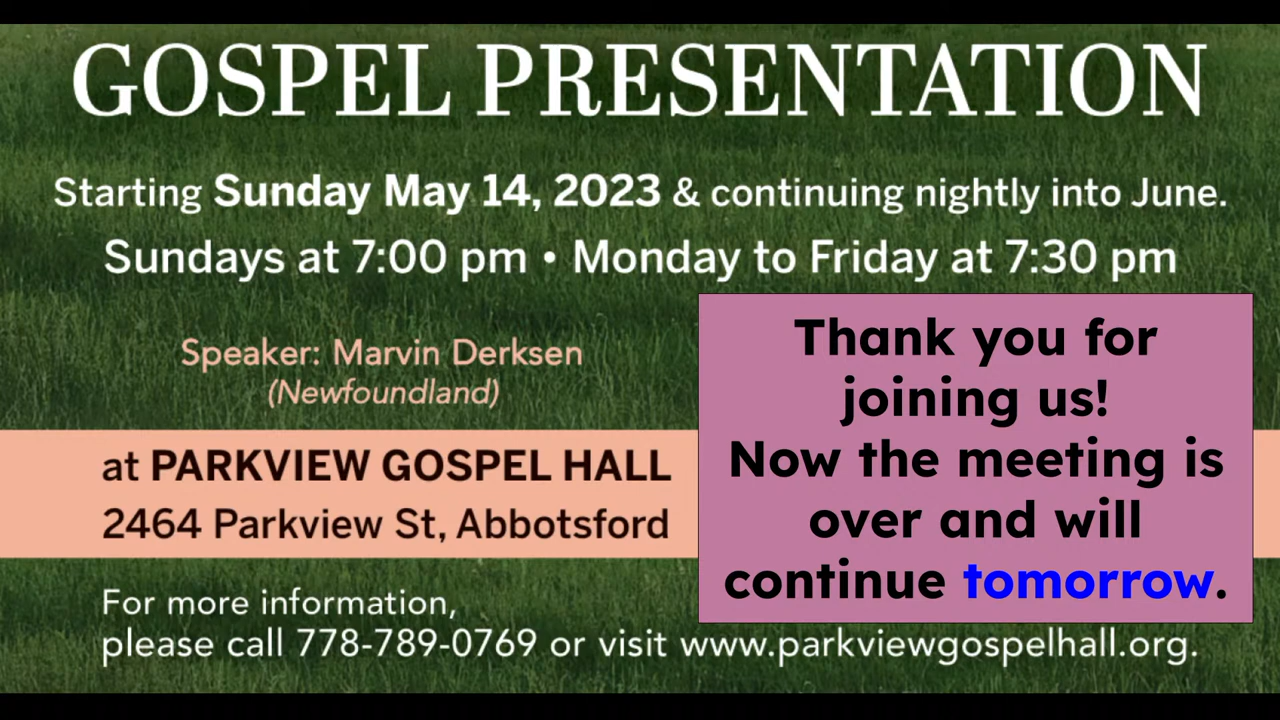 GOSPEL PRESENTATION
Starting Sunday May 14, 2023 & continuing nightly into June.
Sundays at 7:00 pm • Monday to Friday at 7:30 pm
Speaker: Marvin Derksen
(Newfoundland)
at PARKVIEW GOSPEL HALL
2464 Parkview St, Abbotsford
For more information,
please call 778-789-0769 or visit www.parkviewgospelhall.org.
Thank you for
joining us!
Now the meeting is
over and will
continue tomorrow.